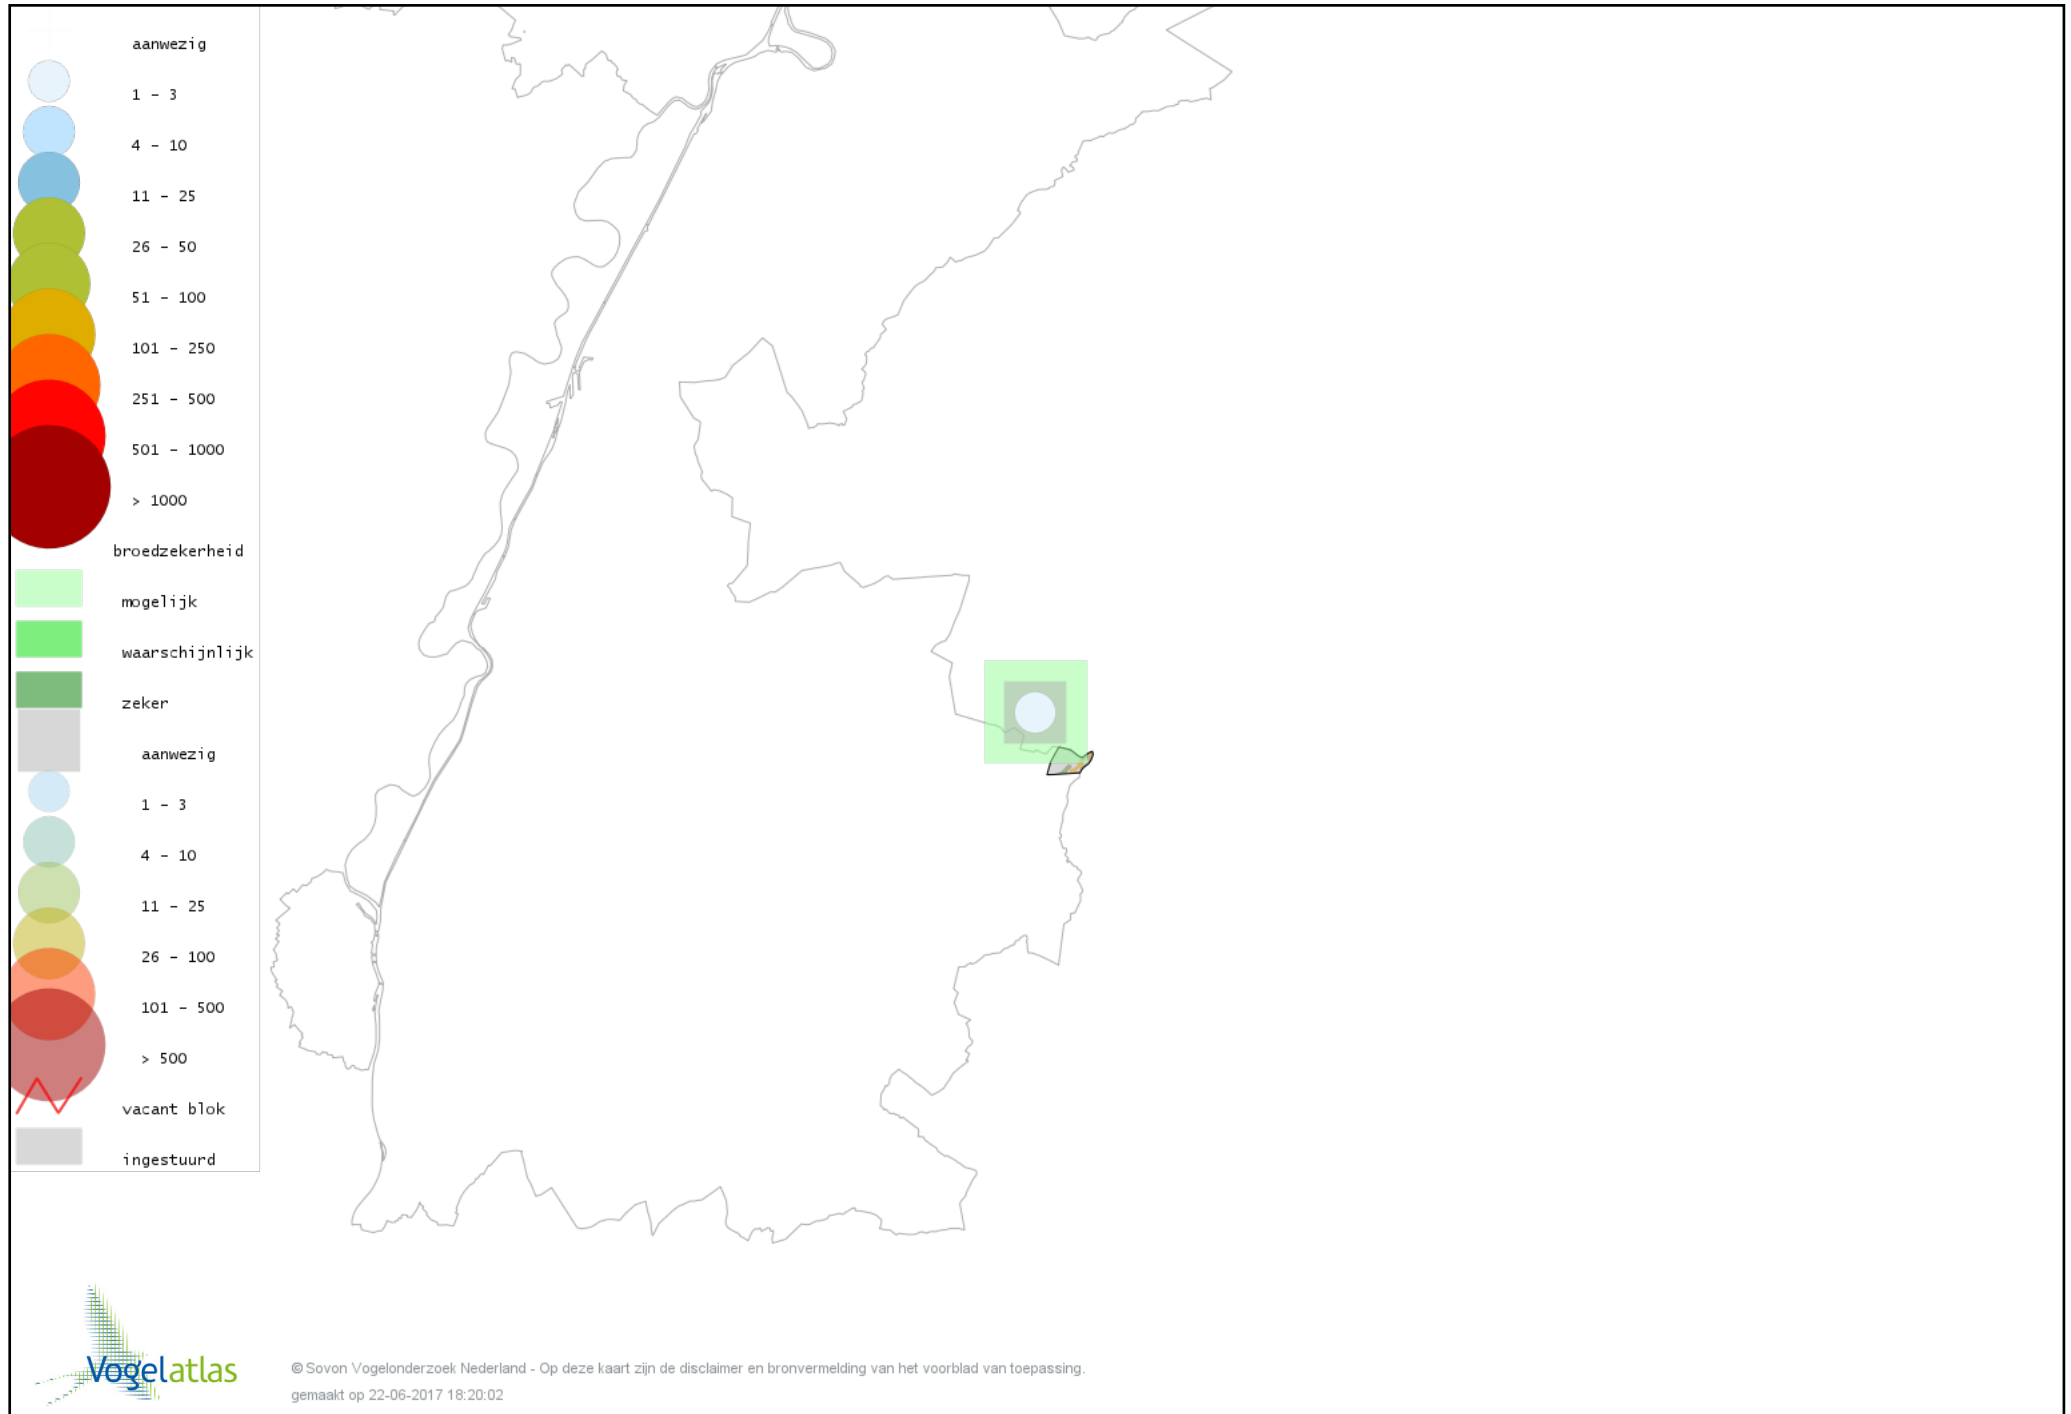 aanwezig
1 - 3
4 - 10
11 - 25
26 - 50
51 - 100
101 - 250
251 - 500
501 - 1000
> 1000
broedzekerheid
mogelijk
waarschijnlijk
zeker
aanwezig
1 - 3
4 - 10
11 - 25
26 - 100
101 - 500
> 500
vacant blok
ingestuurd
Vogelatlas
© Sovon Vogelonderzoek Nederland - Op deze kaart zijn de disclaimer en bronvermelding van het voorblad van toepassing.
gemaakt op 22-06-2017 18:20:02